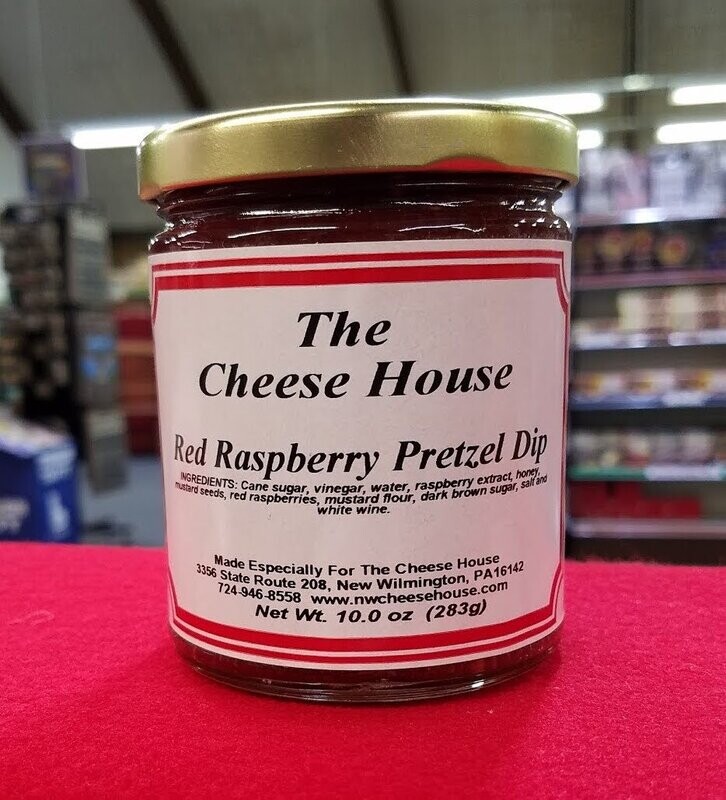 The
Cheese House
Red Raspberry Pretzel Dip
INGREDIENTS: Cane sugar, vinegar, water, raspberry extract, honey,
mustard seeds, red raspberries, mustard flour, dark brown sugar, salt and
white wine.
Made Especially For The Cheese House
3356 State Route 208, New Wilmington, PA16142
724-946-8558 www.nwcheesehouse.com
Net Wt. 10.0 oz (283g)